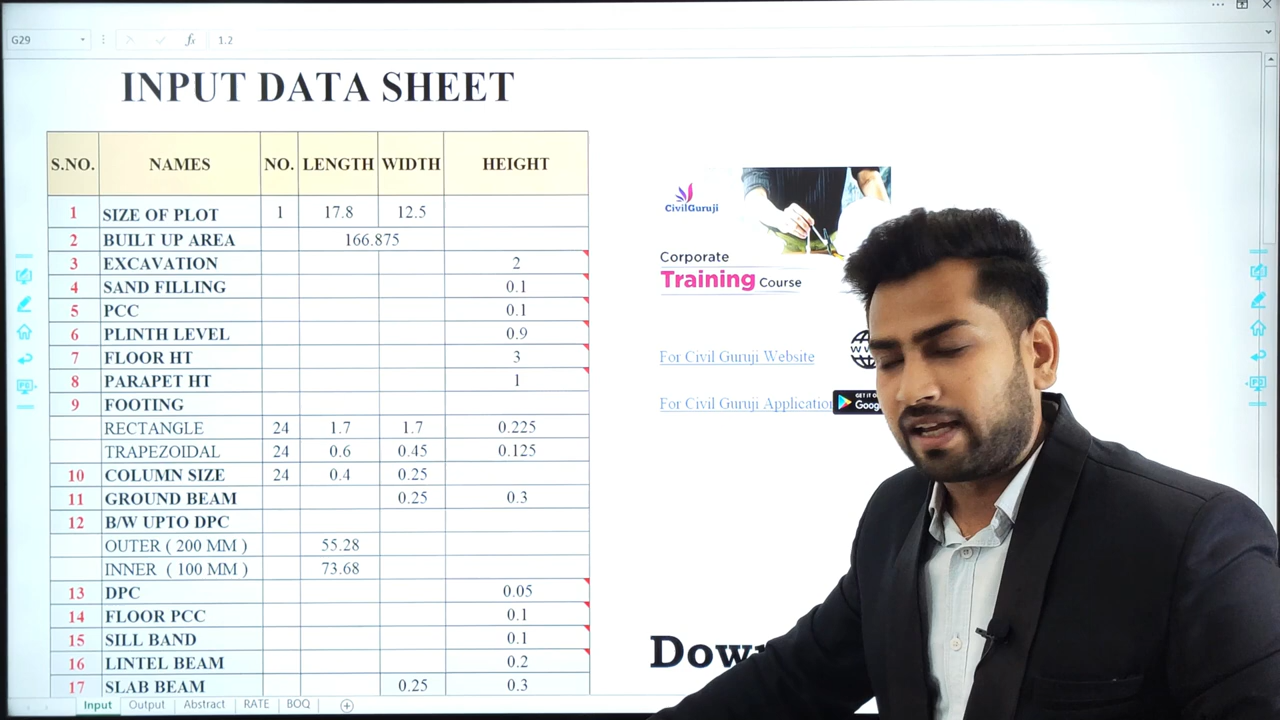 G29 fx 1.2
INPUT DATA SHEET
S.NO. NAMES NO. LENGTH WIDTH HEIGHT
1 SIZE OF PLOT 1 17.8 12.5
2 BUILT UP AREA 166.875
3 EXCAVATION 2
4 SAND FILLING 0.1
5 PCC 0.1
6 PLINTH LEVEL 0.9
7 FLOOR HT 3
8 PARAPET HT 1
9 FOOTING
RECTANGLE 24 1.7 1.7 0.225
TRAPEZOIDAL 24 0.6 0.45 0.125
10 COLUMN SIZE 24 0.4 0.25
11 GROUND BEAM 0.25 0.3
12 B/W UPTO DPC
OUTER ( 200 MM ) 55.28
INNER ( 100 MM ) 73.68
13 DPC 0.05
14 FLOOR PCC 0.1
15 SILL BAND 0.1
16 LINTEL BEAM 0.2
17 SLAB BEAM 0.25 0.3
Input Output Abstract RATE BOQ
CivilGuruji
Corporate
Training Course
For Civil Guruji Website
For Civil Guruji Application
GET IT O
Goog